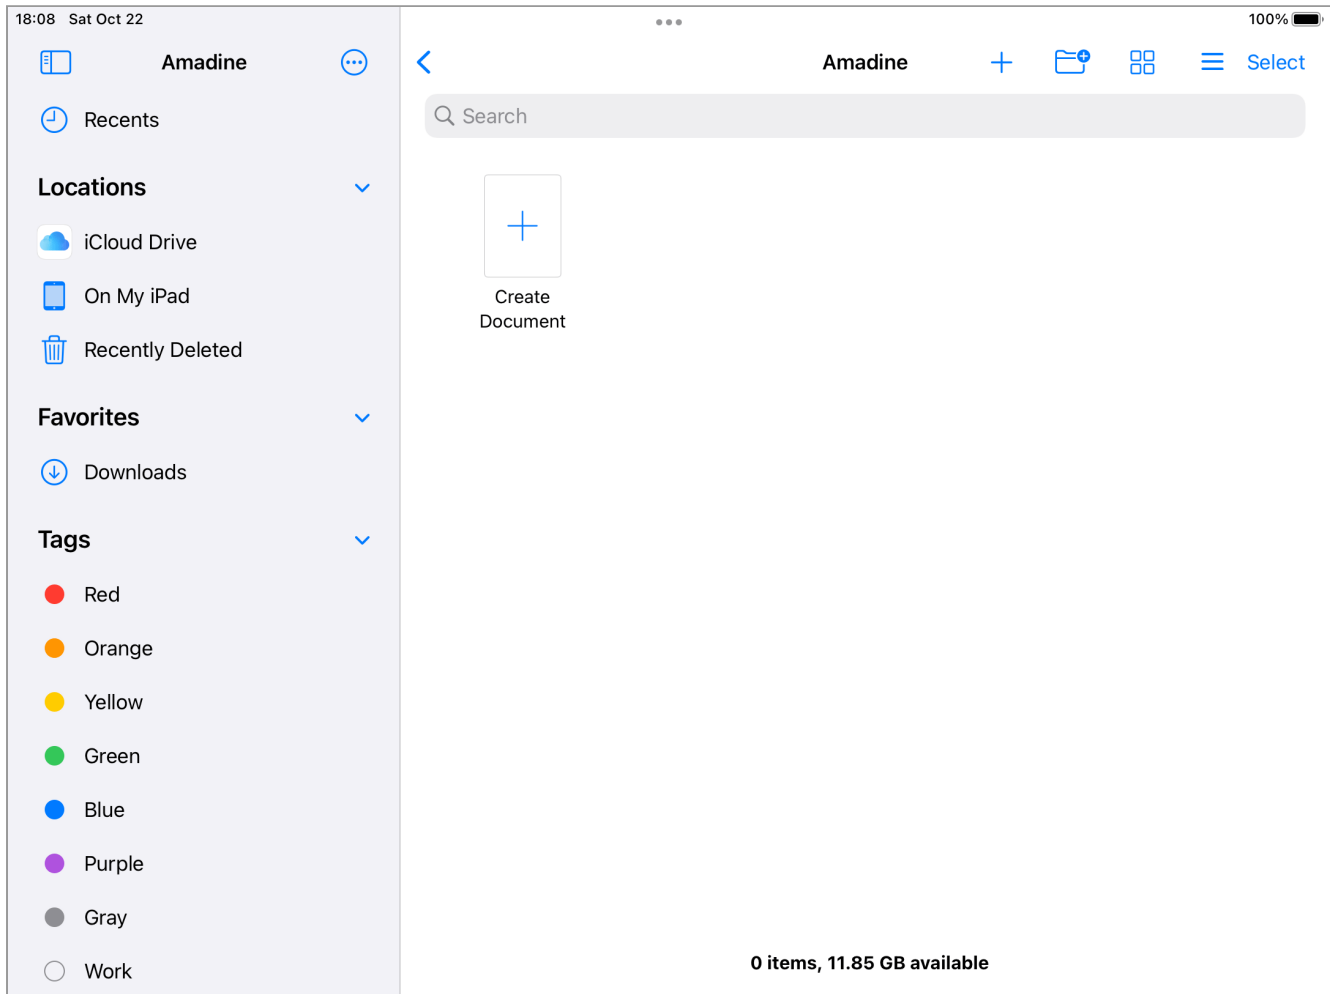 18:08 Sat Oct 22
100%
Amadine
Recents
Locations
iCloud Drive
On My iPad
Recently Deleted
Favorites
Downloads
Tags
Red
Orange
Yellow
Green
Blue
Purple
Gray
Work
Amadine
Select
Search
Create
Document
0 items, 11.85 GB available